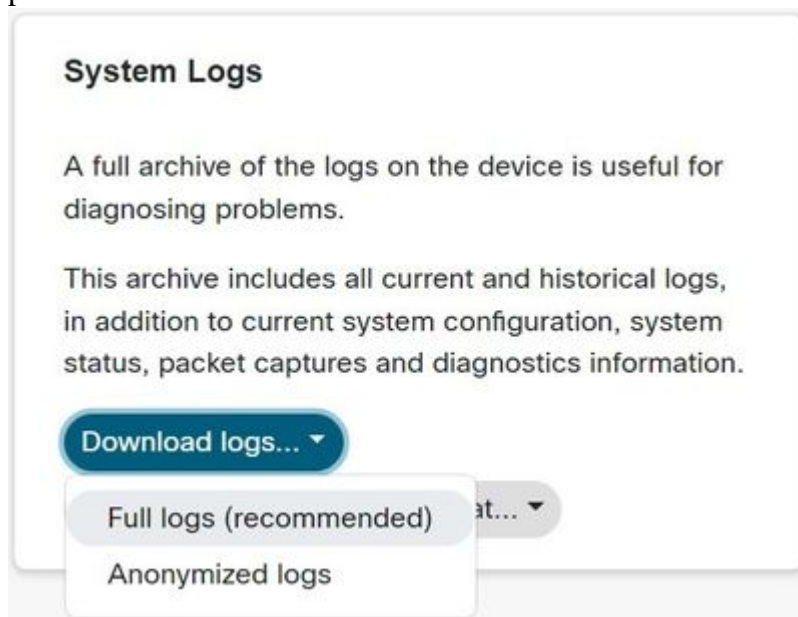 System Logs
A full archive of the logs on the device is useful for
diagnosing problems.
This archive includes all current and historical logs,
in addition to current system configuration, system
status, packet captures and diagnostics information.
Download logs...
Full logs (recommended)
Anonymized logs